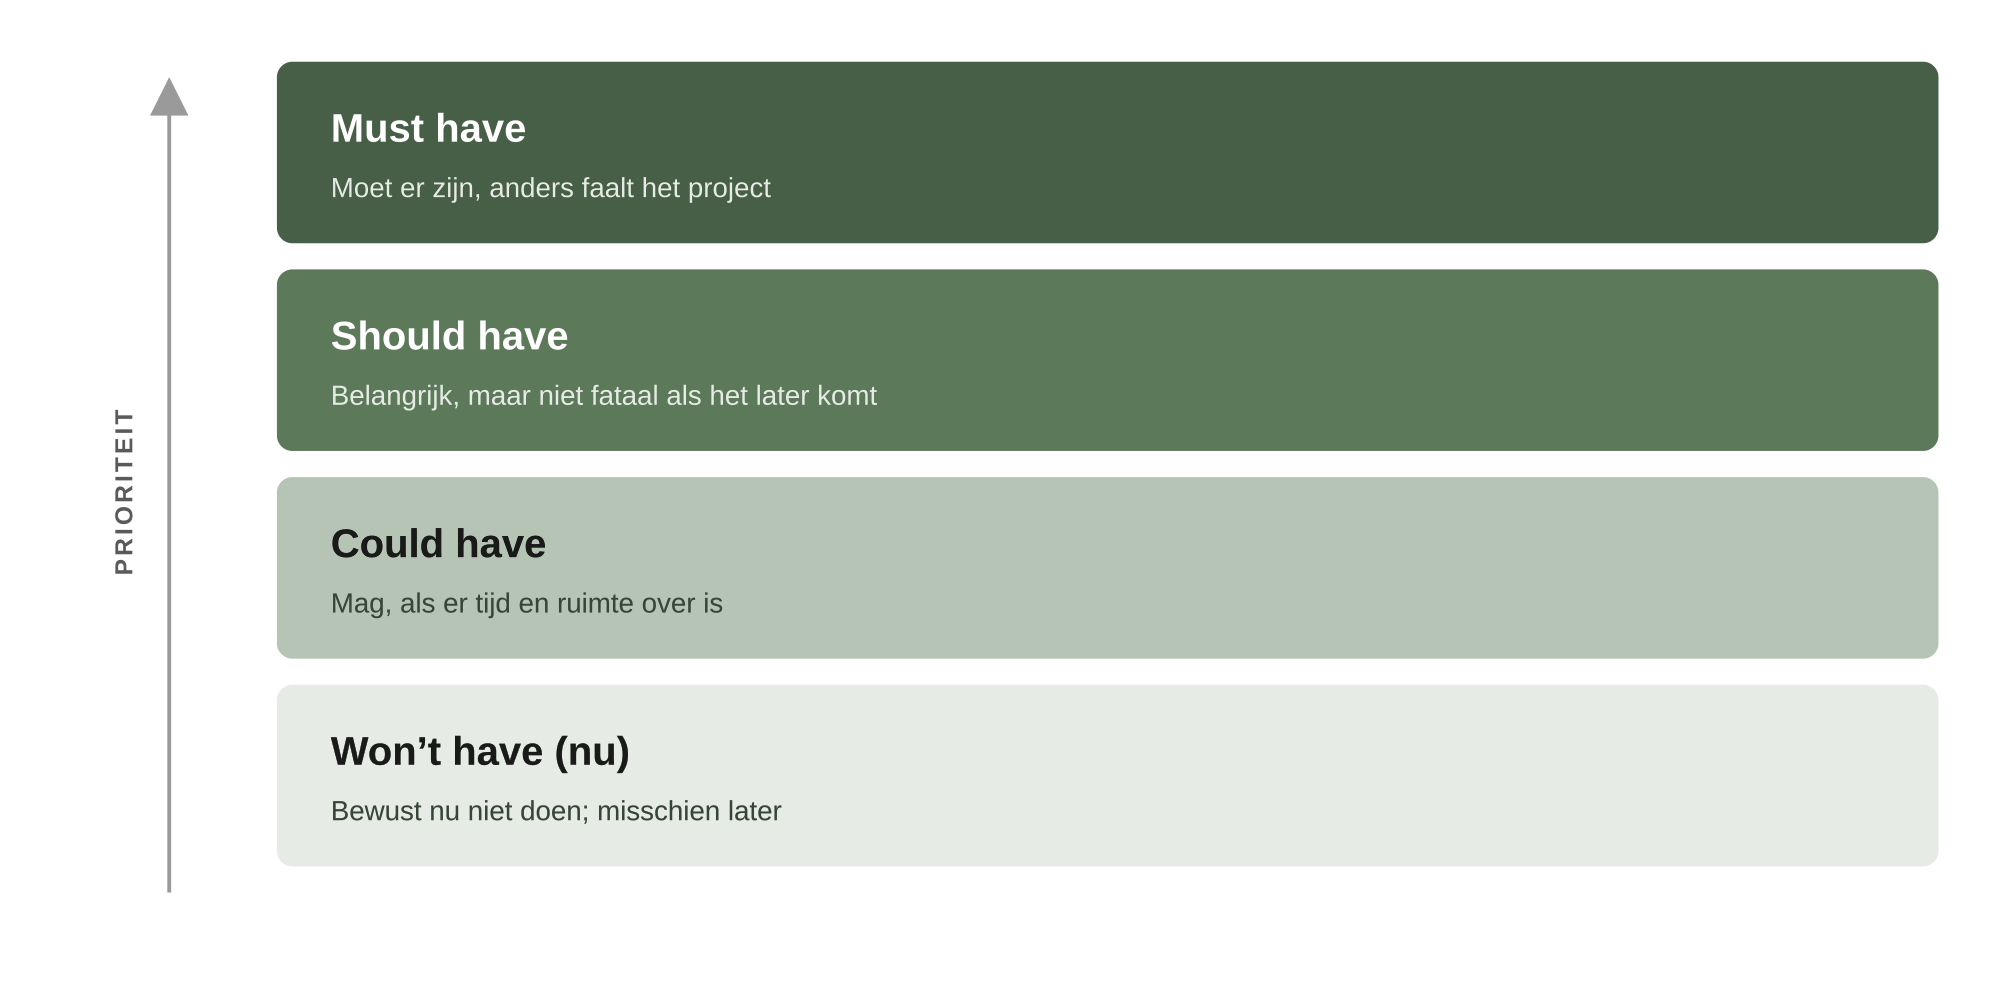 PRIORITEIT
Must have
Moet er zijn, anders faalt het project
Should have
Belangrijk, maar niet fataal als het later komt
Could have
Mag, als er tijd en ruimte over is
Won’t have (nu)
Bewust nu niet doen; misschien later